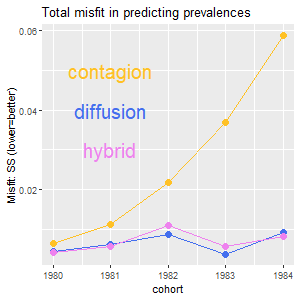 Total misfit in predicting prevalences
Misfit: SS (lower=better)
0.06
0.04
0.02
contagion
diffusion
hybrid
1980 1981 1982 1983 1984
cohort